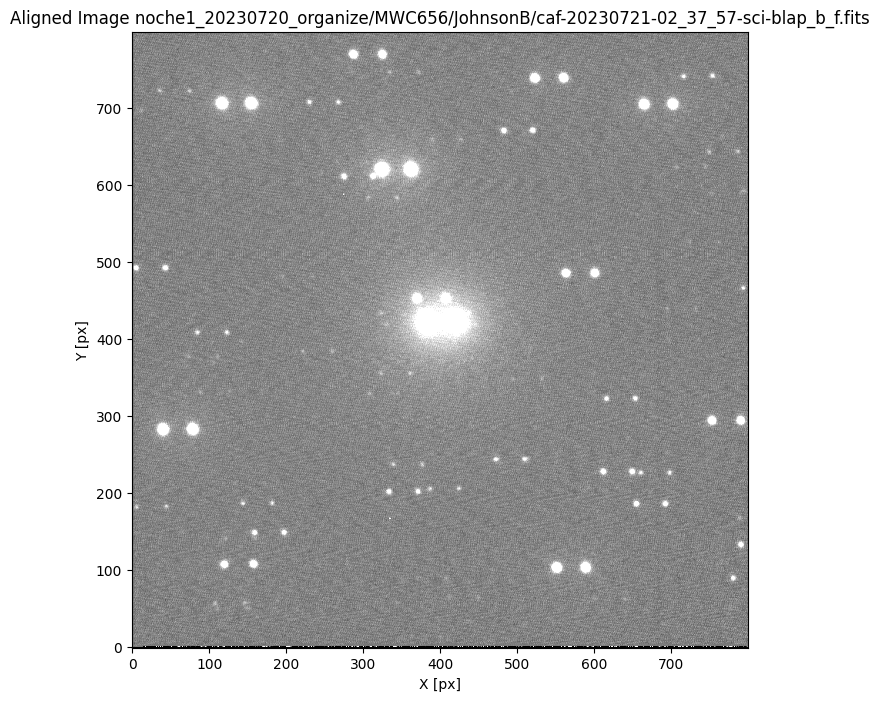 Aligned Image noche1_20230720_organize/MWC656/JohnsonB/caf-20230721-02_37_57-sci-blap_b_f.fits
700
600
500
400
300
200
100
0
Y [px]
0 100 200 300 400 500 600 700
X [px]